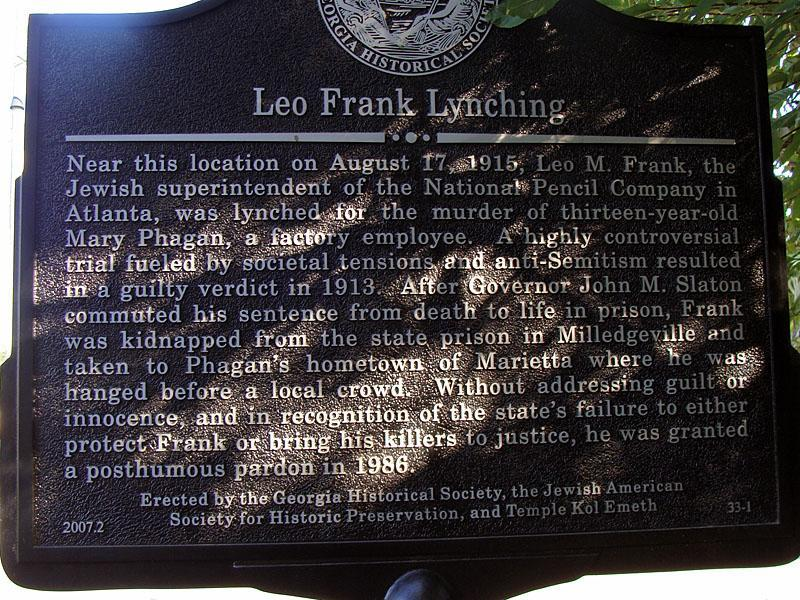 GEORGIA HISTORICAL SOCIETY
Leo Frank Lynching
Near this location on August 17, 1915, Leo M. Frank, the
Jewish superintendent of the National Pencil Company in
Atlanta, was lynched for the murder of thirteen-year-old
Mary Phagan, a factory employee. A highly controversial
trial fueled by societal tensions and anti-Semitism resulted
in a guilty verdict in 1913. After Governor John M. Slaton
commuted his sentence from death to life in prison, Frank
was kidnapped from the state prison in Milledgeville and
taken to Phagan's hometown of Marietta where he was
hanged before a local crowd. Without addressing guilt or
innocence, and in recognition of the state's failure to either
protect Frank or bring his killers to justice, he was granted
a posthumous pardon in 1986.
Erected by the Georgia Historical Society, the Jewish American
Society for Historic Preservation, and Temple Kol Emeth
2007.2
33-1